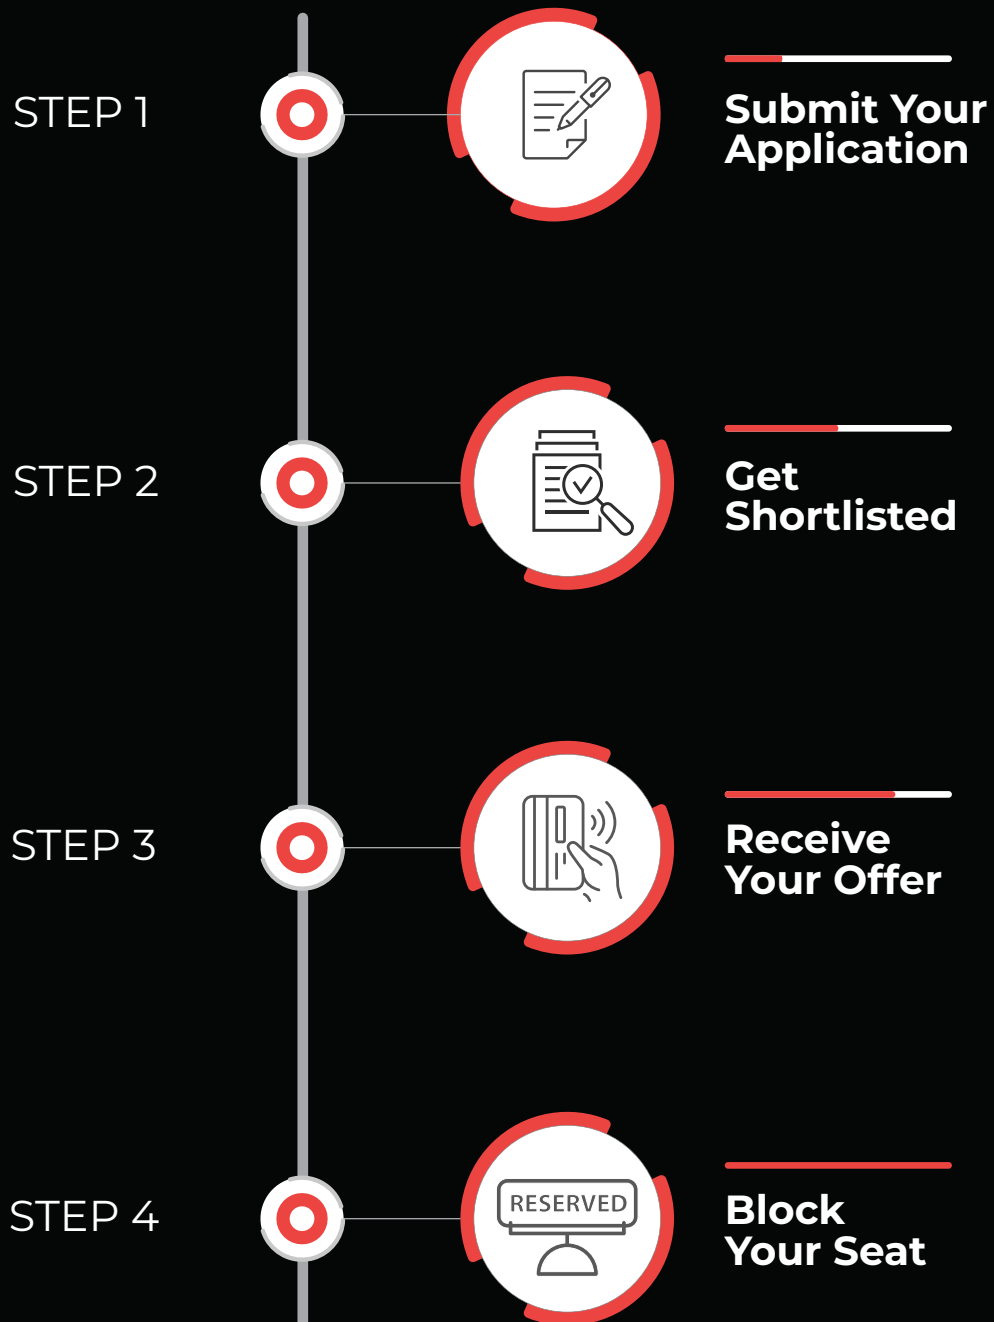 STEP 1
Submit Your
Application
STEP 2
Get
Shortlisted
STEP 3
Receive
Your Offer
STEP 4
RESERVED
Block
Your Seat